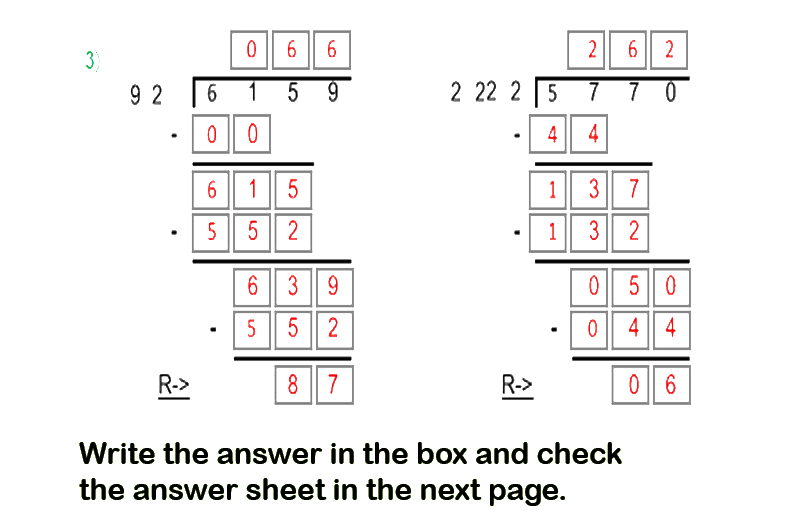 0 6 6 2 6 2
3) 9 2 6 1 5 9 2 22 2 5 7 7 0
- 0 0 - 4 4
6 1 5 1 3 7
- 5 5 2 - 1 3 2
6 3 9 0 5 0
- 5 5 2 - 0 4 4
R-> 8 7 R-> 0 6
Write the answer in the box and check
the answer sheet in the next page.